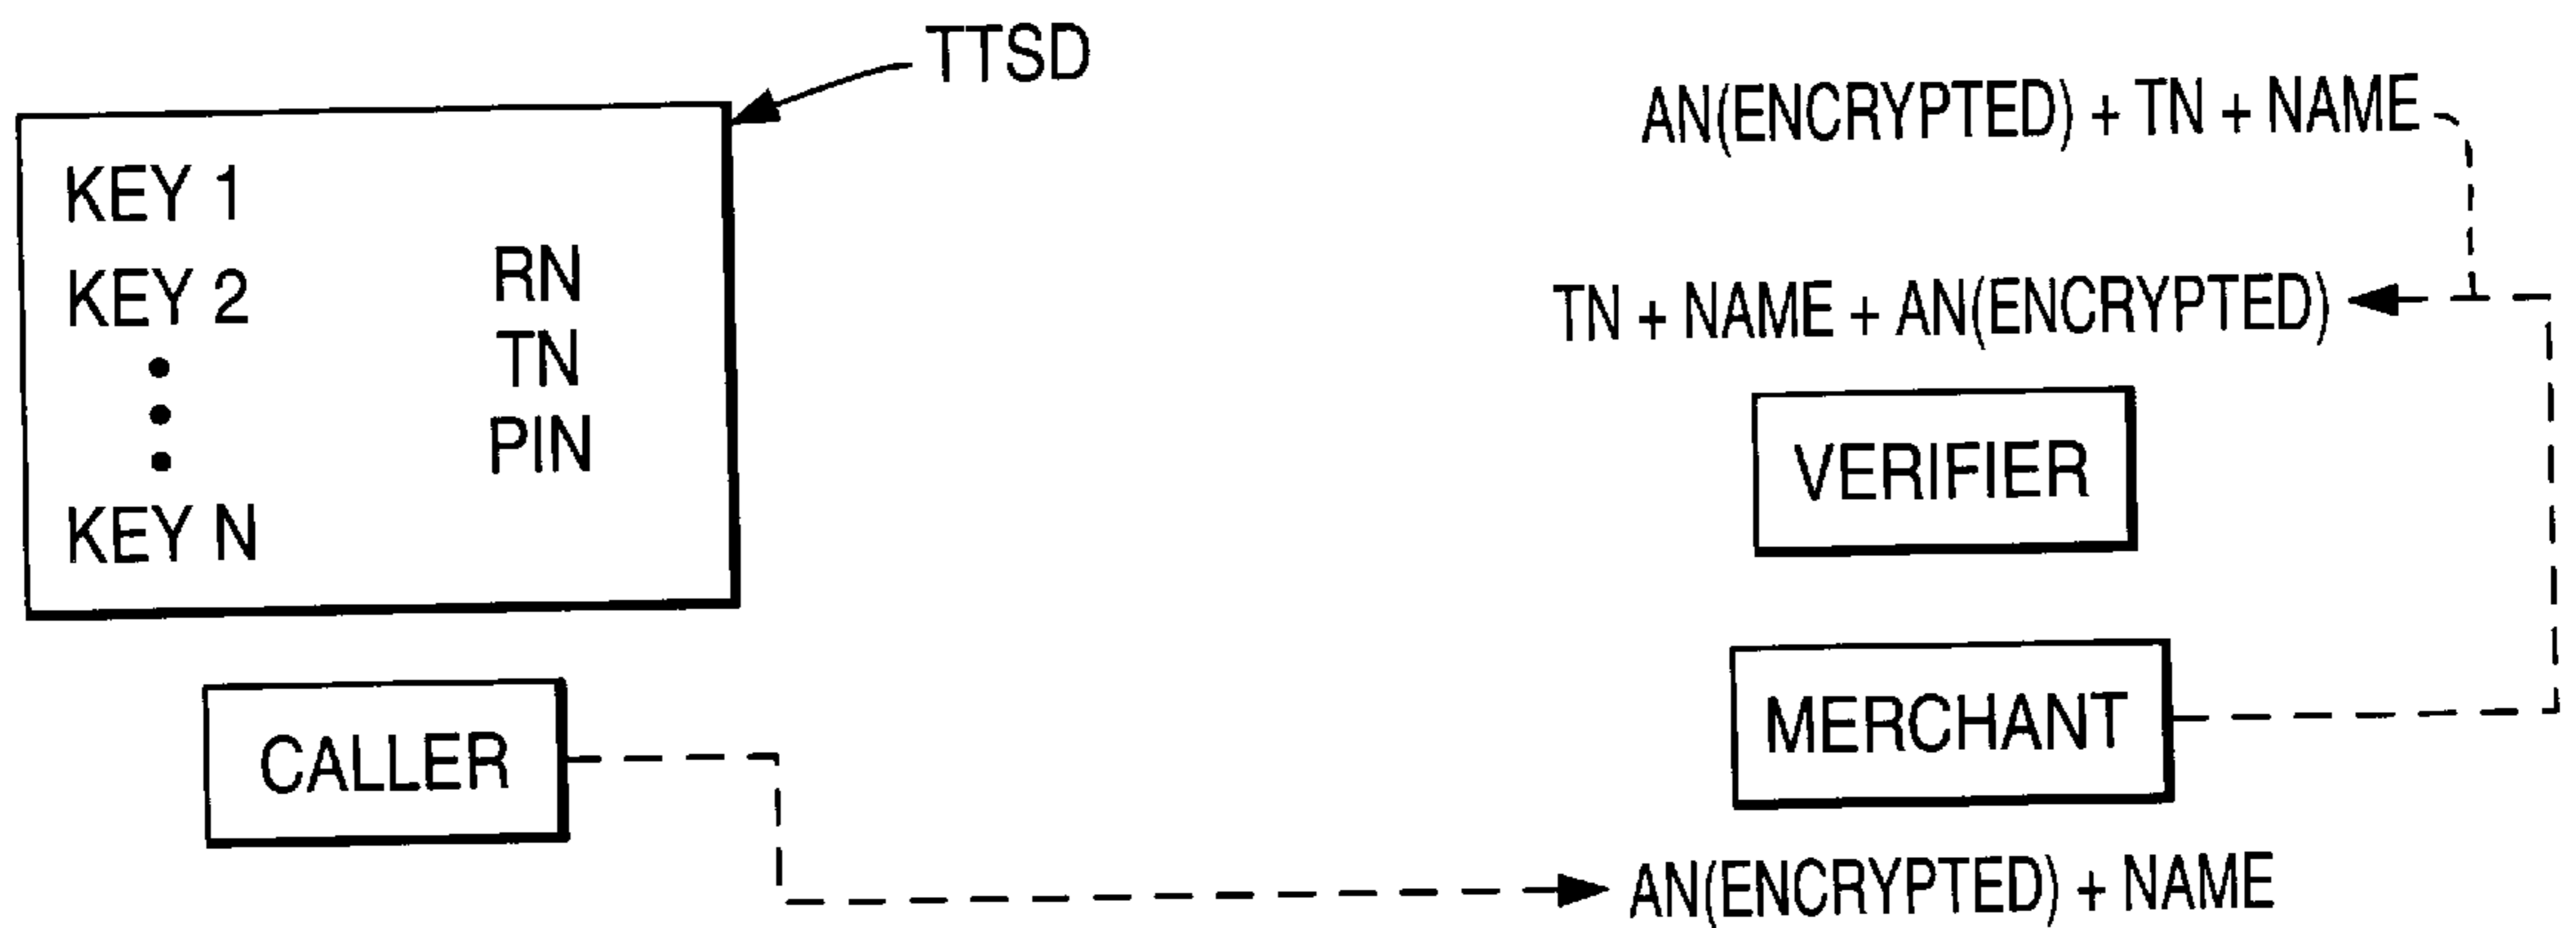 TTSD
KEY 1
KEY 2
KEY N
RN
TN
PIN
CALLER
AN(ENCRYPTED) + TN + NAME
TN + NAME + AN(ENCRYPTED)
VERIFIER
MERCHANT
AN(ENCRYPTED) + NAME